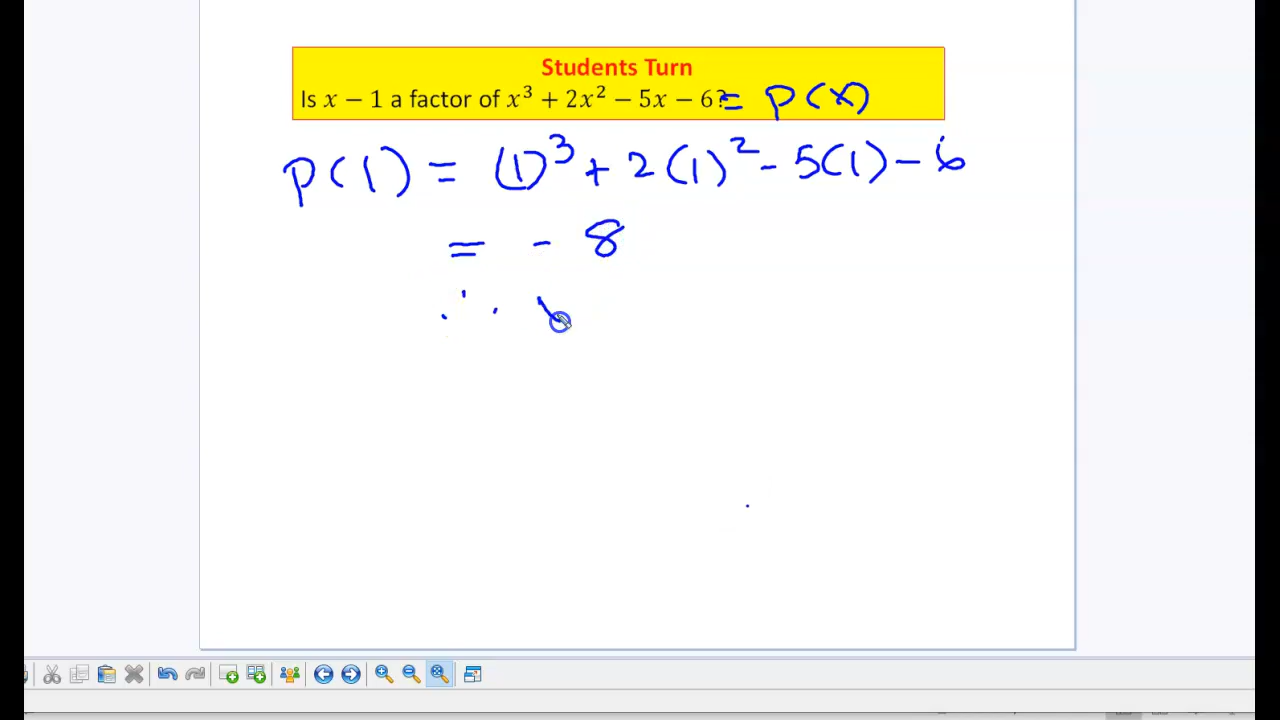 Students Turn
Is x − 1 a factor of x³ + 2x² − 5x − 6? = P(x)
P(1) = (1)³ + 2(1)² - 5(1) - 6
= - 8
∴